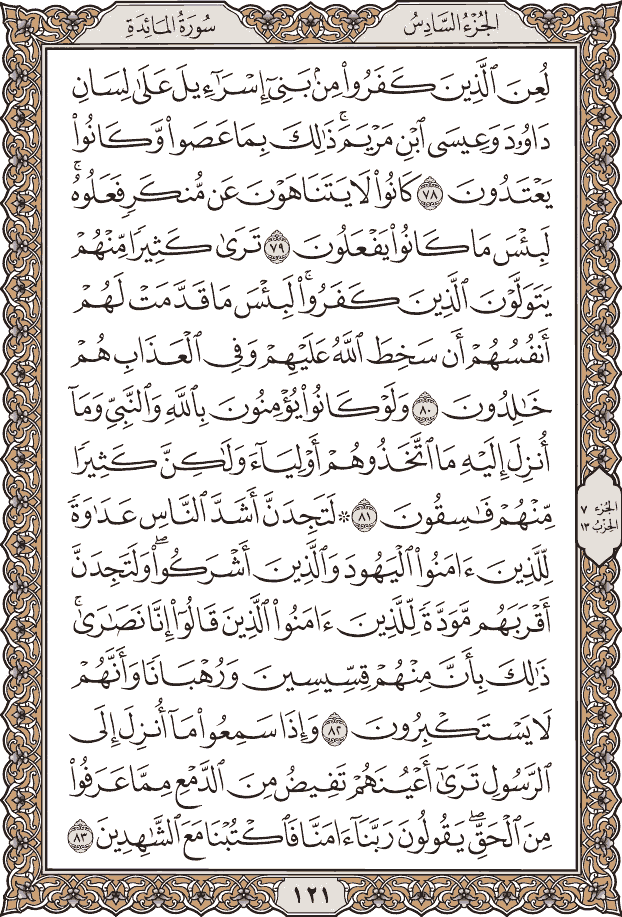 الجُزْءُ السَّادِسُ
سُورَةُ المَائِدَةِ
لُعِنَ ٱلَّذِينَ كَفَرُواْ مِنۢ بَنِيٓ إِسۡرَٰٓءِيلَ عَلَىٰ لِسَانِ
دَاوُۥدَ وَعِيسَى ٱبۡنِ مَرۡيَمَۚ ذَٰلِكَ بِمَا عَصَواْ وَّكَانُواْ
يَعۡتَدُونَ ٧٨ كَانُواْ لَا يَتَنَاهَوۡنَ عَن مُّنكَرٖ فَعَلُوهُۚ
لَبِئۡسَ مَا كَانُواْ يَفۡعَلُونَ ٧٩ تَرَىٰ كَثِيرٗا مِّنۡهُمۡ
يَتَوَلَّوۡنَ ٱلَّذِينَ كَفَرُواْۚ لَبِئۡسَ مَا قَدَّمَتۡ لَهُمۡ
أَنفُسُهُمۡ أَن سَخِطَ ٱللَّهُ عَلَيۡهِمۡ وَفِي ٱلۡعَذَابِ هُمۡ
خَٰلِدُونَ ٨٠ وَلَوۡ كَانُواْ يُؤۡمِنُونَ بِٱللَّهِ وَٱلنَّبِيِّ وَمَآ
أُنزِلَ إِلَيۡهِ مَا ٱتَّخَذُوهُمۡ أَوۡلِيَآءَ وَلَٰكِنَّ كَثِيرٗا
مِّنۡهُمۡ فَٰسِقُونَ ٨١ ۞ لَتَجِدَنَّ أَشَدَّ ٱلنَّاسِ عَدَٰوَةٗ
لِّلَّذِينَ ءَامَنُواْ ٱلۡيَهُودَ وَٱلَّذِينَ أَشۡرَكُواْۖ وَلَتَجِدَنَّ
أَقۡرَبَهُم مَّوَدَّةٗ لِّلَّذِينَ ءَامَنُواْ ٱلَّذِينَ قَالُوٓاْ إِنَّا نَصَٰرَىٰۚ
ذَٰلِكَ بِأَنَّ مِنۡهُمۡ قِسِّيسِينَ وَرُهۡبَانٗا وَأَنَّهُمۡ
لَا يَسۡتَكۡبِرُونَ ٨٢ وَإِذَا سَمِعُواْ مَآ أُنزِلَ إِلَى
ٱلرَّسُولِ تَرَىٰٓ أَعۡيُنَهُمۡ تَفِيضُ مِنَ ٱلدَّمۡعِ مِمَّا عَرَفُواْ
مِنَ ٱلۡحَقِّۖ يَقُولُونَ رَبَّنَآ ءَامَنَّا فَٱكۡتُبۡنَا مَعَ ٱلشَّٰهِدِينَ ٨٣
الجُزْءُ ٧
الحِزْبُ ١٣
١٢١